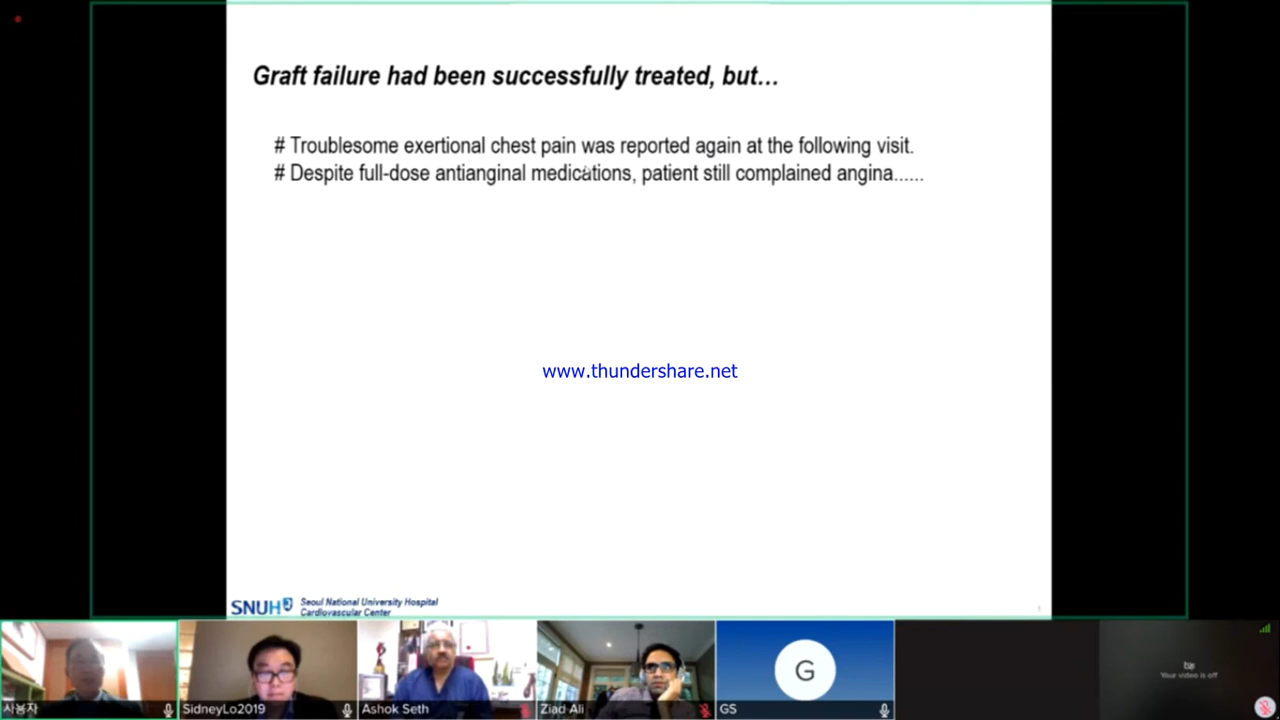 Graft failure had been successfully treated, but...
# Troublesome exertional chest pain was reported again at the following visit.
# Despite full-dose antianginal medications, patient still complained angina......
www.thundershare.net
SNUH Seoul National University Hospital
Cardiovascular Center
사용자
SidneyLo2019
Ashok Seth
Ziad Ali
G
GS
Your video is off